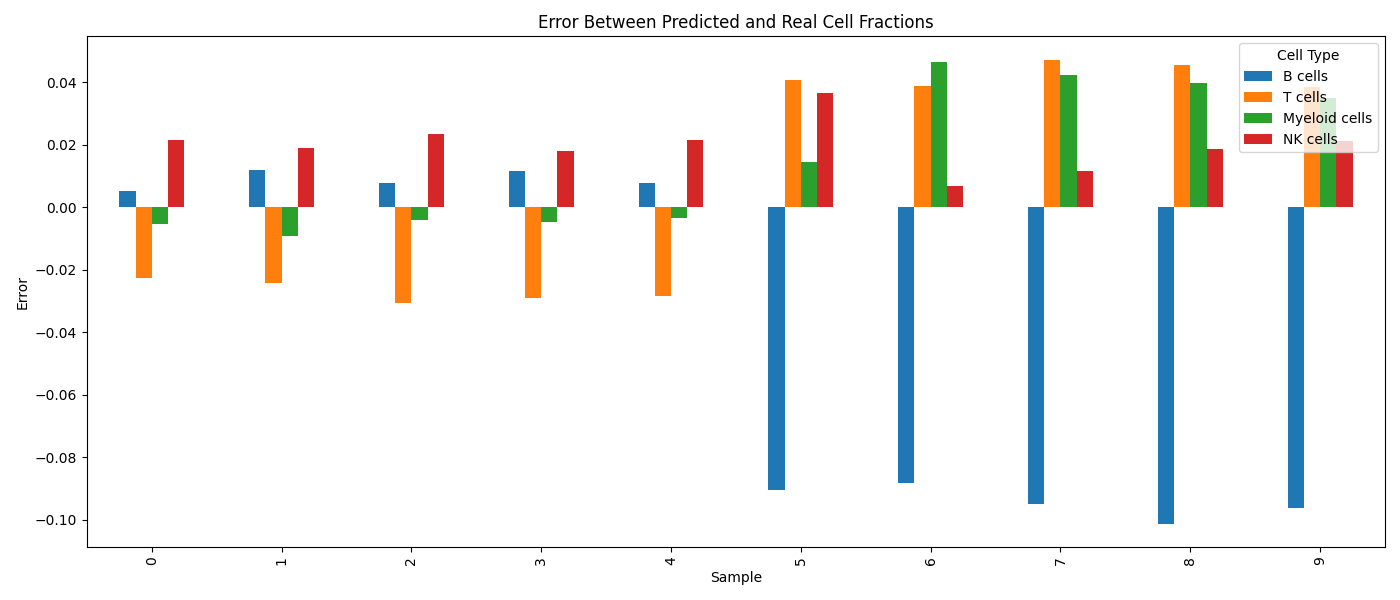 Error Between Predicted and Real Cell Fractions
Cell Type
B cells
T cells
Myeloid cells
NK cells
Error
0.04
0.02
0.00
−0.02
−0.04
−0.06
−0.08
−0.10
0 1 2 3 4 5 6 7 8 9
Sample